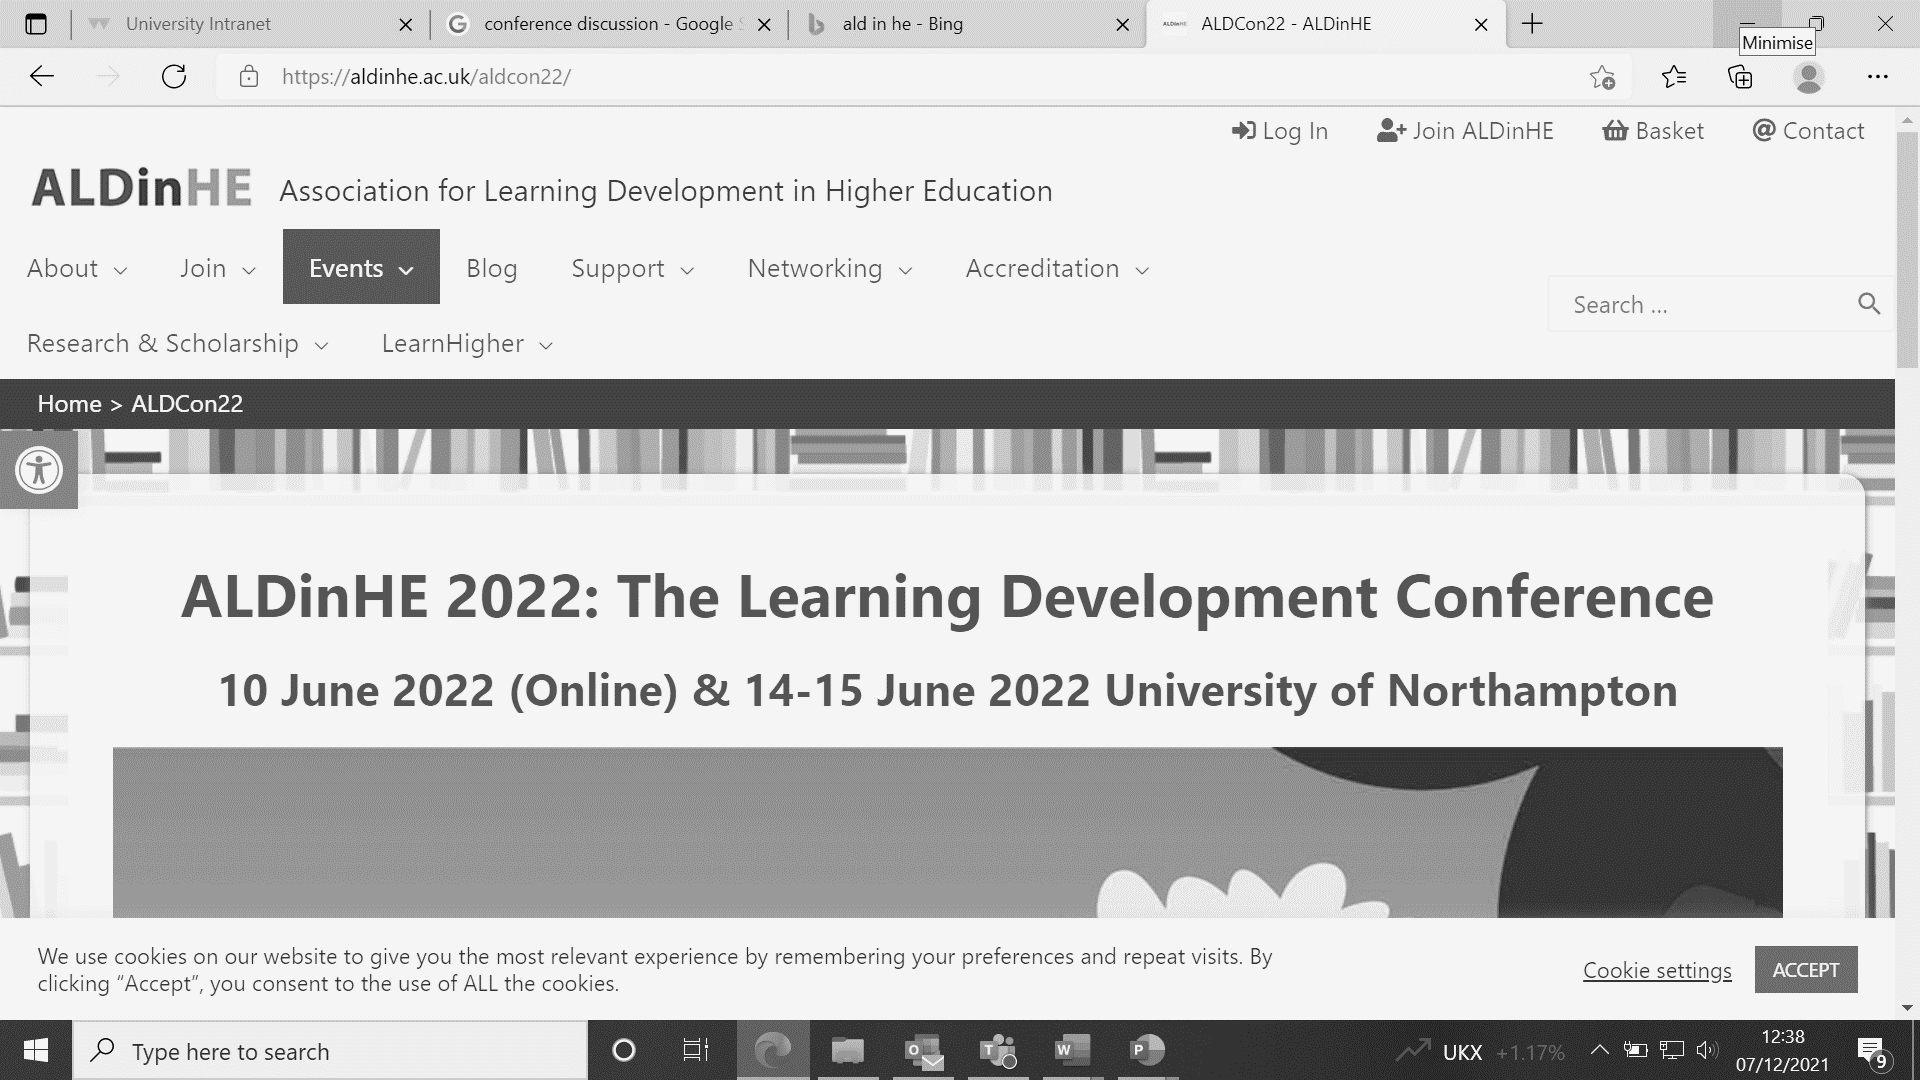 University Intranet
conference discussion - Google
ald in he - Bing
ALDCon22 - ALDinHE
Minimise
https://aldinhe.ac.uk/aldcon22/
Log In
Join ALDinHE
Basket
Contact
ALDinHE
Association for Learning Development in Higher Education
About
Join
Events
Blog
Support
Networking
Accreditation
Search ...
Research & Scholarship
LearnHigher
Home > ALDCon22
ALDinHE 2022: The Learning Development Conference
10 June 2022 (Online) & 14-15 June 2022 University of Northampton
We use cookies on our website to give you the most relevant experience by remembering your preferences and repeat visits. By
clicking “Accept”, you consent to the use of ALL the cookies.
Cookie settings
ACCEPT
Type here to search
UKX +1.17%
12:38
07/12/2021
9